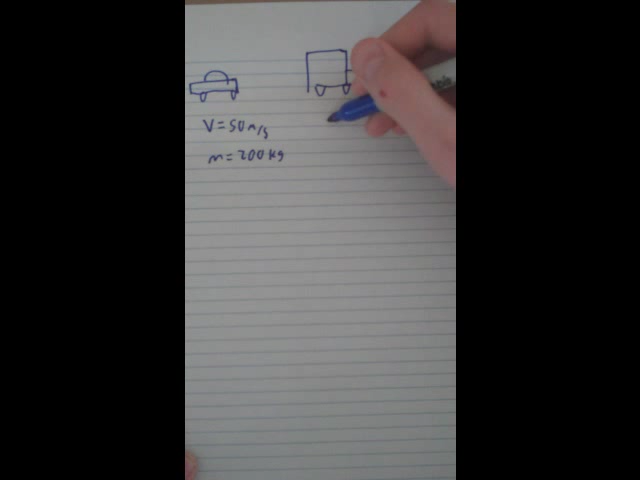 V = 50 m/s
m = 200 kg